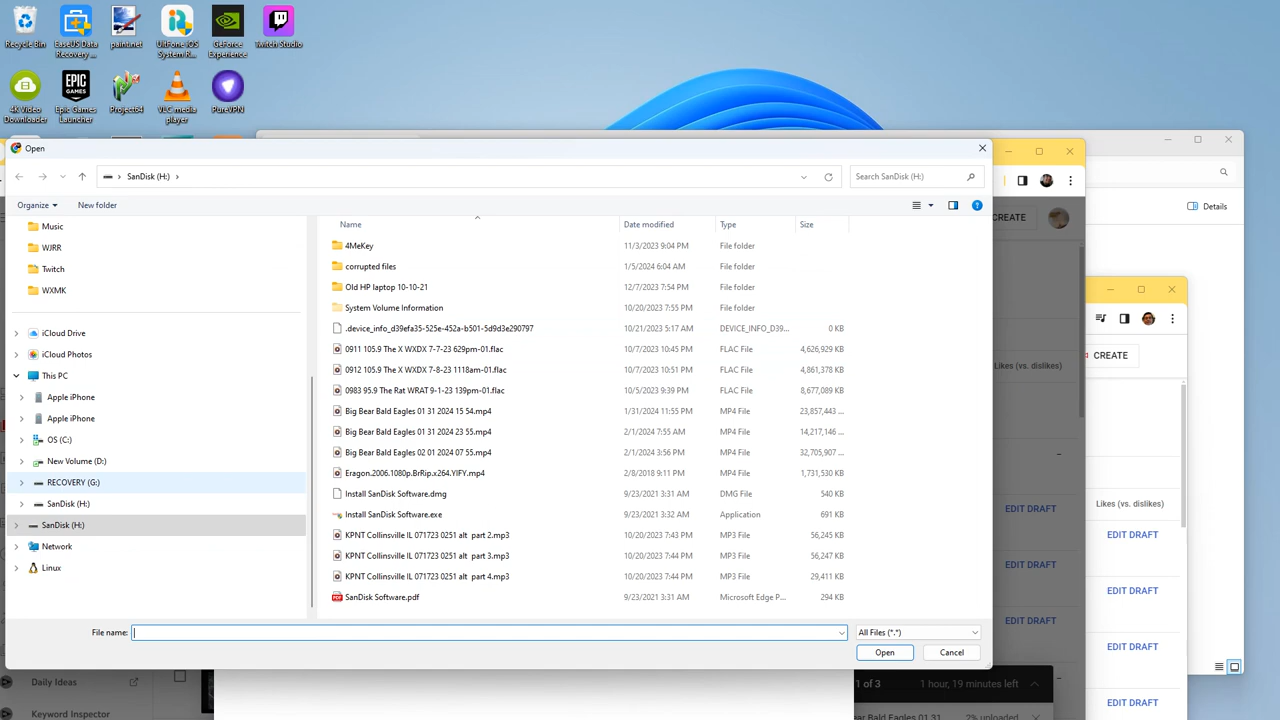 Recycle Bin
EaseUS Data Recovery ...
paint.net
UltFone iOS System R...
GeForce Experience
Twitch Studio
4K Video Downloader
Epic Games Launcher
Project64
VLC media player
PureVPN
Open
SanDisk (H:)
Search SanDisk (H:)
Organize
New folder
Details
CREATE
Music
WJRR
Twitch
WXMK
iCloud Drive
iCloud Photos
This PC
Apple iPhone
Apple iPhone
OS (C:)
New Volume (D:)
RECOVERY (G:)
SanDisk (H:)
SanDisk (H:)
Network
Linux
Name Date modified Type Size
4MeKey 11/3/2023 9:04 PM File folder
corrupted files 1/5/2024 6:04 AM File folder
Old HP laptop 10-10-21 12/7/2023 7:54 PM File folder
System Volume Information 10/20/2023 7:55 PM File folder
.device_info_d39efa35-525e-452a-b501-5d9d3e290797 10/21/2023 5:17 AM DEVICE_INFO_D39... 0 KB
0911 105.9 The X WXDX 7-7-23 629pm-01.flac 10/7/2023 10:45 PM FLAC File 4,626,929 KB
0912 105.9 The X WXDX 7-8-23 1118am-01.flac 10/7/2023 10:51 PM FLAC File 4,861,378 KB
0983 95.9 The Rat WRAT 9-1-23 139pm-01.flac 10/5/2023 9:39 PM FLAC File 8,677,089 KB
Big Bear Bald Eagles 01 31 2024 15 54.mp4 1/31/2024 11:55 PM MP4 File 23,857,443 ...
Big Bear Bald Eagles 01 31 2024 23 55.mp4 2/1/2024 7:55 AM MP4 File 14,217,146 ...
Big Bear Bald Eagles 02 01 2024 07 55.mp4 2/1/2024 3:56 PM MP4 File 32,705,907 ...
Eragon.2006.1080p.BrRip.x264.YIFY.mp4 2/8/2018 9:11 PM MP4 File 1,731,530 KB
Install SanDisk Software.dmg 9/23/2021 3:31 AM DMG File 540 KB
Install SanDisk Software.exe 9/23/2021 3:32 AM Application 691 KB
KPNT Collinsville IL 071723 0251 alt part 2.mp3 10/20/2023 7:43 PM MP3 File 56,245 KB
KPNT Collinsville IL 071723 0251 alt part 3.mp3 10/20/2023 7:44 PM MP3 File 56,247 KB
KPNT Collinsville IL 071723 0251 alt part 4.mp3 10/20/2023 7:44 PM MP3 File 29,411 KB
SanDisk Software.pdf 9/23/2021 3:31 AM Microsoft Edge P... 294 KB
File name:
All Files (*.*)
Open
Cancel
CREATE
Likes (vs. dislikes)
–
EDIT DRAFT
EDIT DRAFT
EDIT DRAFT
–
Likes (vs. dislikes)
EDIT DRAFT
EDIT DRAFT
EDIT DRAFT
EDIT DRAFT
Daily Ideas
Keyword Inspector
1 of 3
1 hour, 19 minutes left
Bear Bald Eagles 01 31
2% uploaded